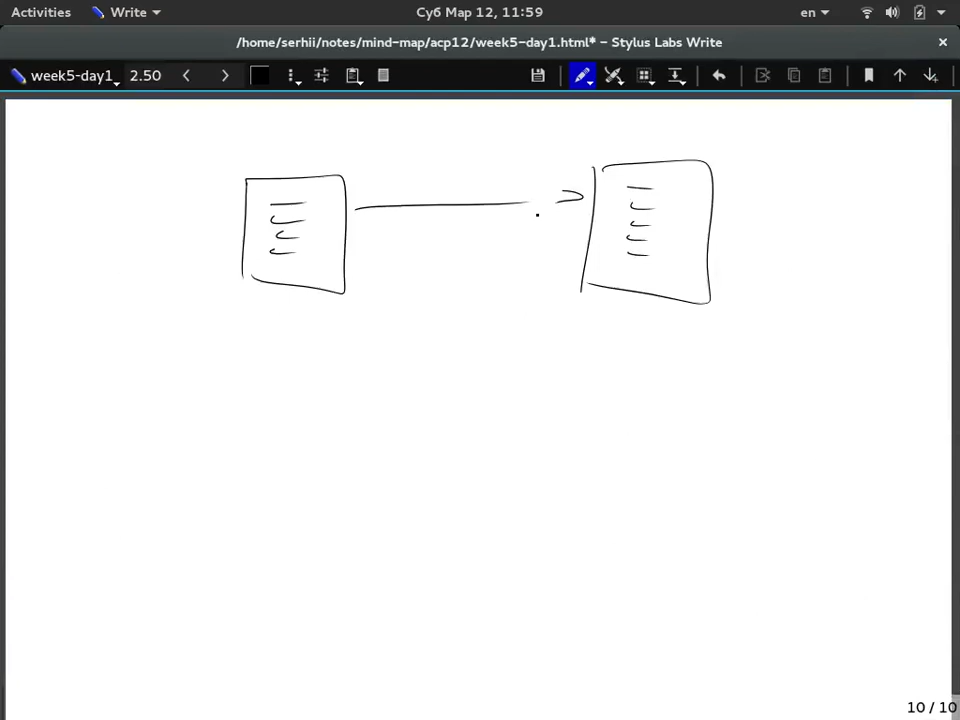 Activities Write Суб Мар 12, 11:59 en
/home/serhii/notes/mind-map/acp12/week5-day1.html* – Stylus Labs Write
week5-day1 2.50
10 / 10